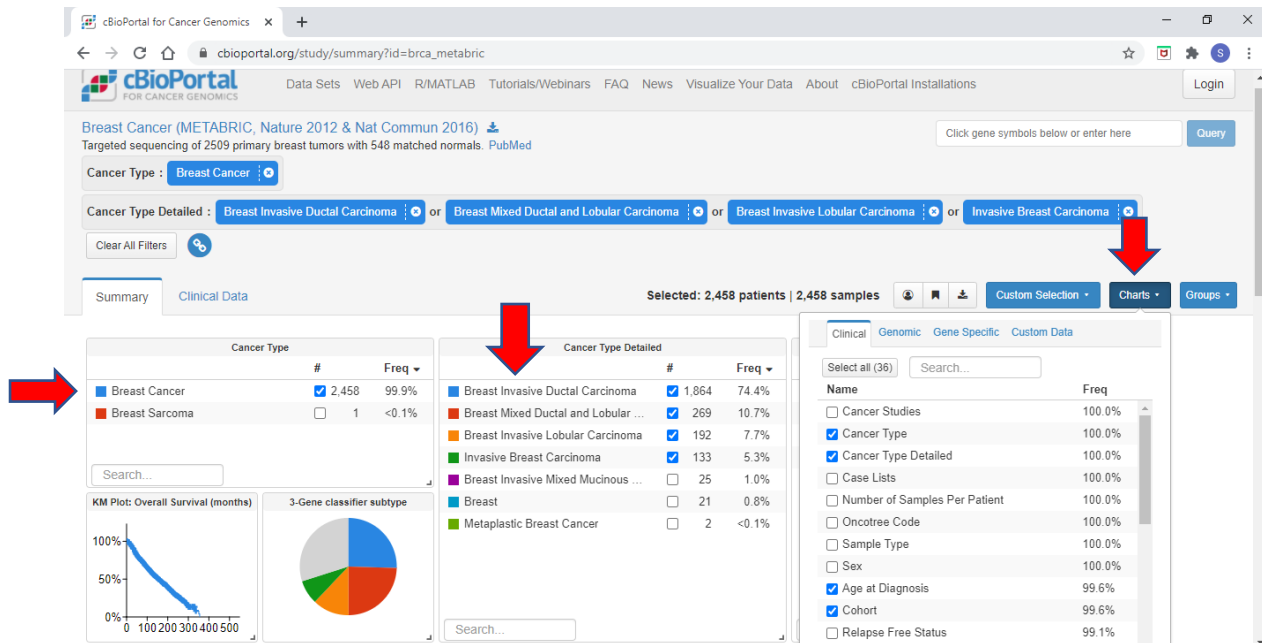 cBioPortal for Cancer Genomics
cbioportal.org/study/summary?id=brca_metabric
S
cBioPortal
FOR CANCER GENOMICS
Data Sets Web API R/MATLAB Tutorials/Webinars FAQ News Visualize Your Data About cBioPortal Installations
Login
Breast Cancer (METABRIC, Nature 2012 & Nat Commun 2016)
Targeted sequencing of 2509 primary breast tumors with 548 matched normals. PubMed
Click gene symbols below or enter here
Query
Cancer Type : Breast Cancer
Cancer Type Detailed : Breast Invasive Ductal Carcinoma or Breast Mixed Ductal and Lobular Carcinoma or Breast Invasive Lobular Carcinoma or Invasive Breast Carcinoma
Clear All Filters
Summary Clinical Data
Selected: 2,458 patients | 2,458 samples
Custom Selection
Charts
Groups
Cancer Type
# Freq
Breast Cancer 2,458 99.9%
Breast Sarcoma 1 <0.1%
Search...
Cancer Type Detailed
# Freq
Breast Invasive Ductal Carcinoma 1,864 74.4%
Breast Mixed Ductal and Lobular ... 269 10.7%
Breast Invasive Lobular Carcinoma 192 7.7%
Invasive Breast Carcinoma 133 5.3%
Breast Invasive Mixed Mucinous ... 25 1.0%
Breast 21 0.8%
Metaplastic Breast Cancer 2 <0.1%
Search...
KM Plot: Overall Survival (months)
100%
50%
0%
0 100 200 300 400 500
3-Gene classifier subtype
Clinical Genomic Gene Specific Custom Data
Select all (36) Search...
Name Freq
Cancer Studies 100.0%
Cancer Type 100.0%
Cancer Type Detailed 100.0%
Case Lists 100.0%
Number of Samples Per Patient 100.0%
Oncotree Code 100.0%
Sample Type 100.0%
Sex 100.0%
Age at Diagnosis 99.6%
Cohort 99.6%
Relapse Free Status 99.1%